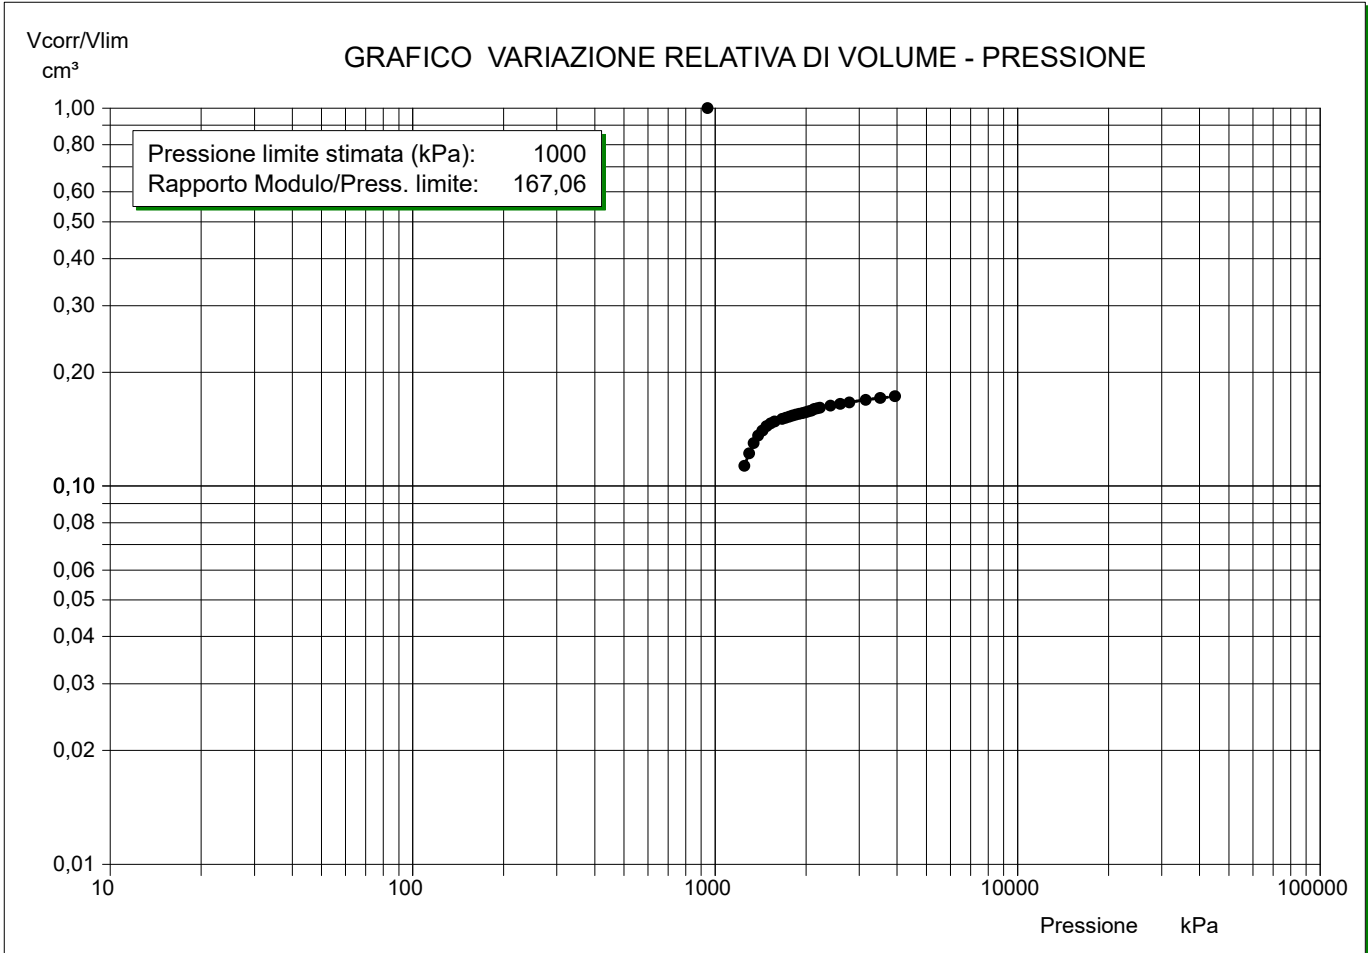 Vcorr/Vlim
cm³
GRAFICO VARIAZIONE RELATIVA DI VOLUME - PRESSIONE
1,00
0,80
0,60
0,50
0,40
0,30
0,20
0,10
0,08
0,06
0,05
0,04
0,03
0,02
0,01
Pressione limite stimata (kPa): 1000
Rapporto Modulo/Press. limite: 167,06
10 100 1000 10000 100000
Pressione kPa